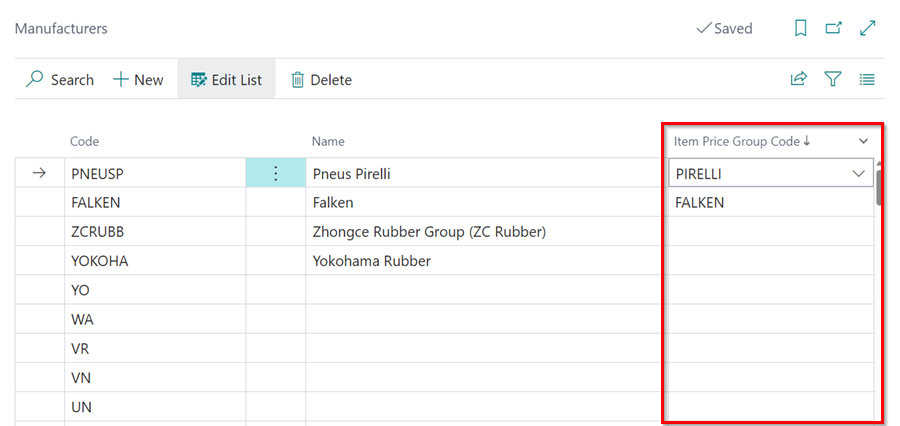 Manufacturers Saved
Search New Edit List Delete
Code Name Item Price Group Code
PNEUSP Pneus Pirelli PIRELLI
FALKEN Falken FALKEN
ZCRUBB Zhongce Rubber Group (ZC Rubber)
YOKOHA Yokohama Rubber
YO
WA
VR
VN
UN